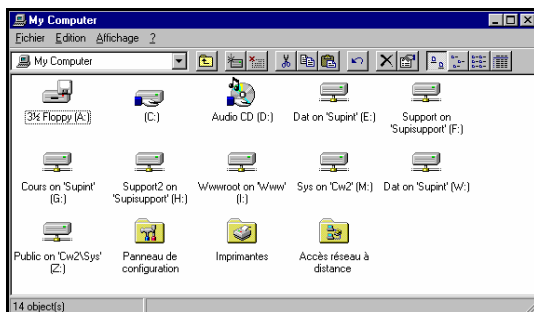 My Computer
Fichier Edition Affichage ?
My Computer
3½ Floppy (A:)
(C:)
Audio CD (D:)
Dat on 'Supint' (E:)
Support on
'Supisupport' (F:)
Cours on 'Supint'
(G:)
Support2 on
'Supisupport' (H:)
Wwwroot on 'Www'
(I:)
Sys on 'Cw2' (M:)
Dat on 'Supint' (W:)
Public on 'Cw2\Sys'
(Z:)
Panneau de
configuration
Imprimantes
Accès réseau à
distance
14 object(s)